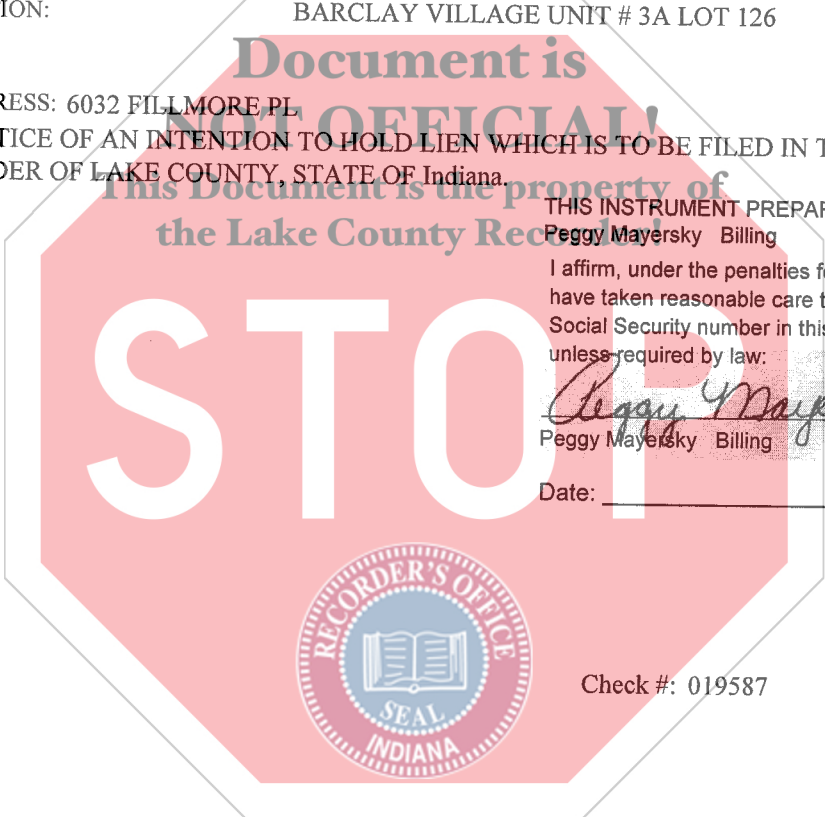 ION: BARCLAY VILLAGE UNIT # 3A LOT 126
Document is
RESS: 6032 FILLMORE PL
NOT OFFICIAL!
TICE OF AN INTENTION TO HOLD LIEN WHICH IS TO BE FILED IN T
DER OF LAKE COUNTY, STATE OF Indiana.
This Document is the property of
the Lake County Recorder!
THIS INSTRUMENT PREPAR
Peggy Mayersky Billing
I affirm, under the penalties f
have taken reasonable care t
Social Security number in this
unless required by law:
Peggy Maye
Peggy Mayersky Billing
Date:
STOP
RECORDER'S OFFICE
SEAL
INDIANA
Check #: 019587